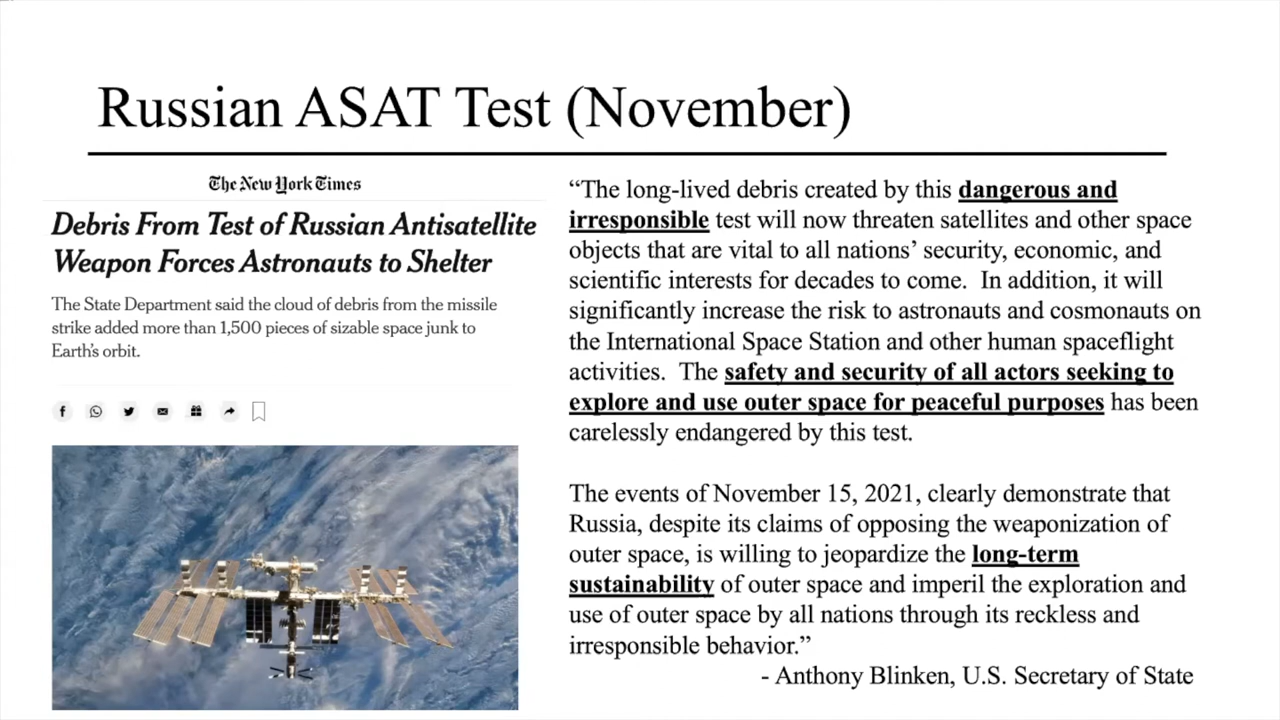 Russian ASAT Test (November)
The New York Times
Debris From Test of Russian Antisatellite
Weapon Forces Astronauts to Shelter
The State Department said the cloud of debris from the missile
strike added more than 1,500 pieces of sizable space junk to
Earth’s orbit.
“The long-lived debris created by this dangerous and
irresponsible test will now threaten satellites and other space
objects that are vital to all nations’ security, economic, and
scientific interests for decades to come.  In addition, it will
significantly increase the risk to astronauts and cosmonauts on
the International Space Station and other human spaceflight
activities.  The safety and security of all actors seeking to
explore and use outer space for peaceful purposes has been
carelessly endangered by this test.
The events of November 15, 2021, clearly demonstrate that
Russia, despite its claims of opposing the weaponization of
outer space, is willing to jeopardize the long-term
sustainability of outer space and imperil the exploration and
use of outer space by all nations through its reckless and
irresponsible behavior.”
- Anthony Blinken, U.S. Secretary of State